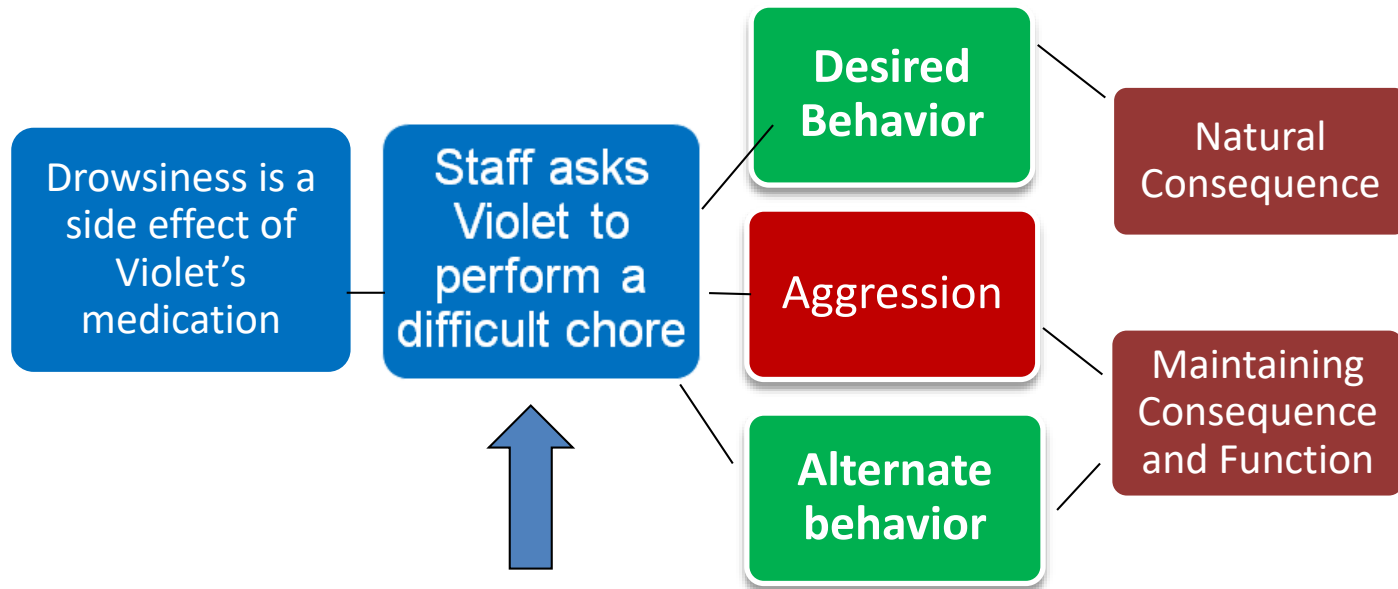 Drowsiness is a
side effect of
Violet’s
medication
Staff asks
Violet to
perform a
difficult chore
Desired
Behavior
Aggression
Alternate
behavior
Natural
Consequence
Maintaining
Consequence
and Function